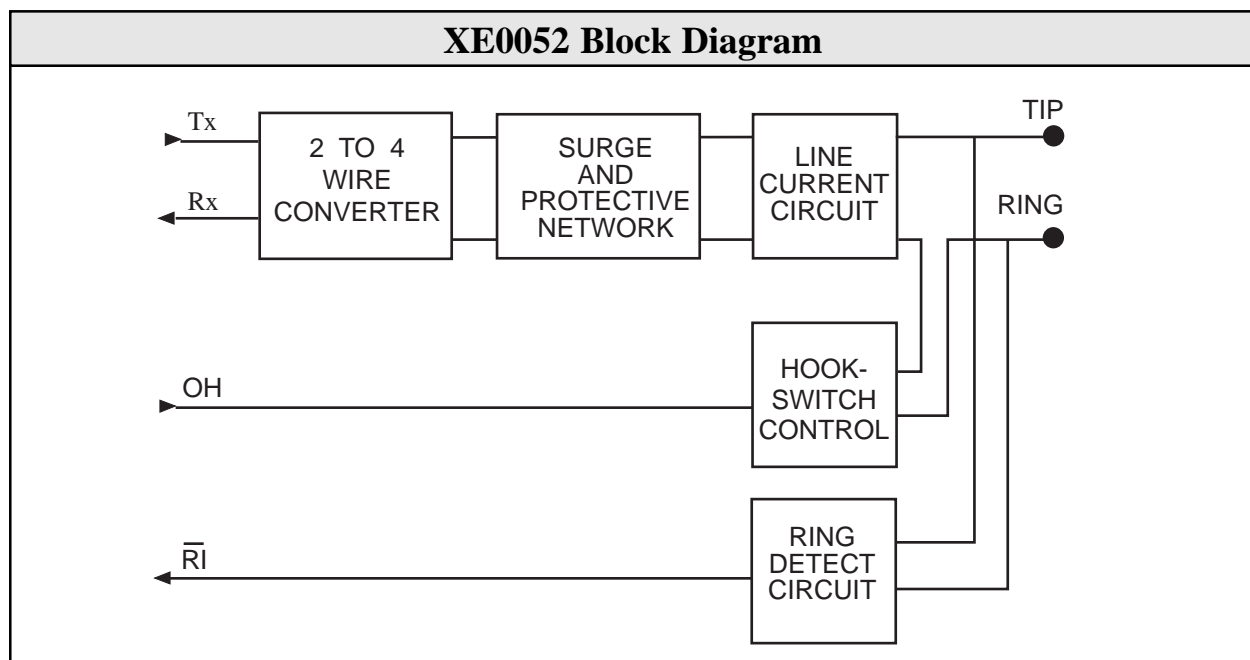 XE0052 Block Diagram
Tx
Rx
2 TO 4
WIRE
CONVERTER
SURGE
AND
PROTECTIVE
NETWORK
LINE
CURRENT
CIRCUIT
TIP
RING
OH
HOOK-
SWITCH
CONTROL
R̅I
RING
DETECT
CIRCUIT